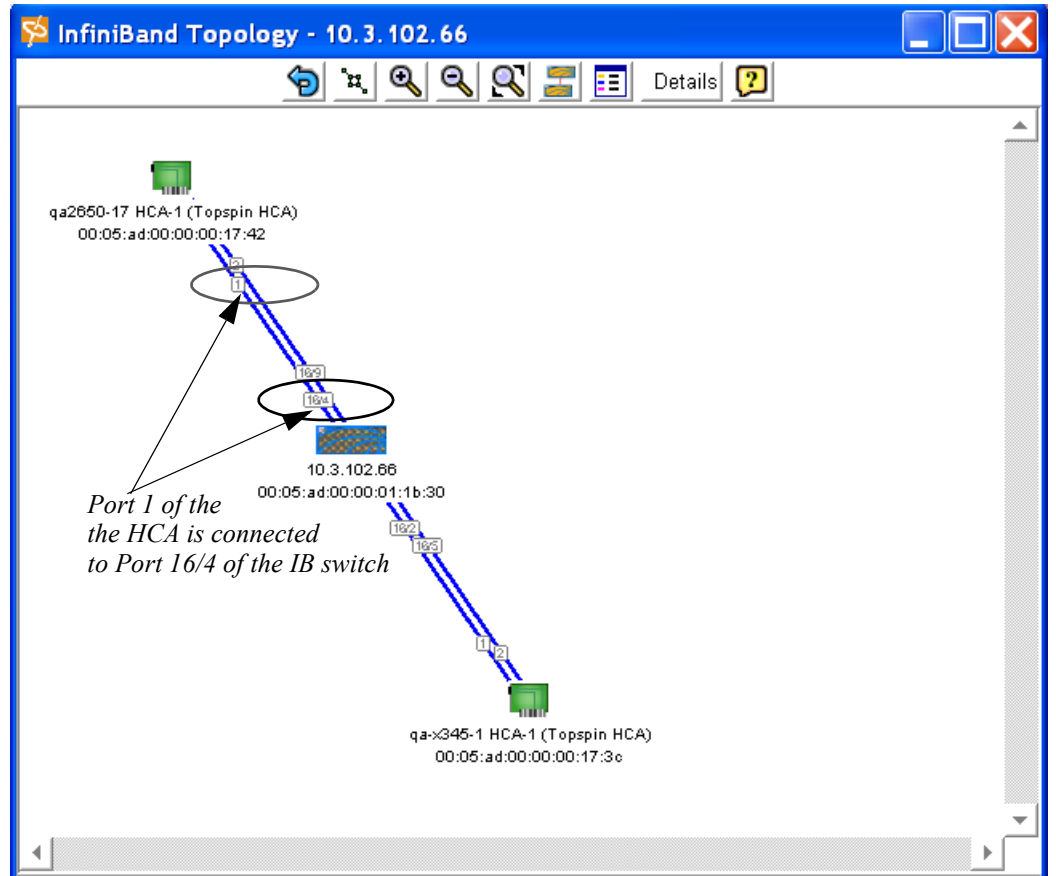 InfiniBand Topology - 10.3.102.66
Details
?
qa2650-17 HCA-1 (Topspin HCA)
00:05:ad:00:00:00:17:42
2
1
16/9
16/4
10.3.102.66
00:05:ad:00:00:01:1b:30
Port 1 of the
the HCA is connected
to Port 16/4 of the IB switch
16/2
16/5
1
2
qa-x345-1 HCA-1 (Topspin HCA)
00:05:ad:00:00:00:17:3c